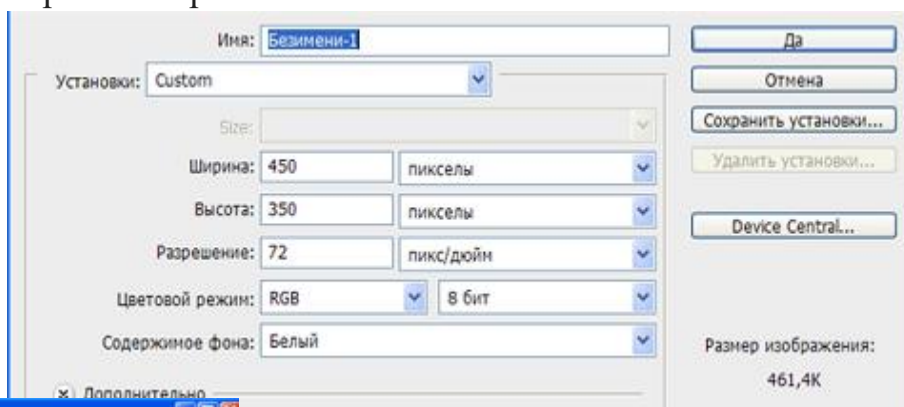 Имя: Безимени-1
Да
Установки: Custom
Отмена
Size:
Сохранить установки...
Ширина: 450 пикселы
Удалить установки...
Высота: 350 пикселы
Device Central...
Разрешение: 72 пикс/дюйм
Цветовой режим: RGB 8 бит
Содержимое фона: Белый
Размер изображения:
461,4K
Дополнительно